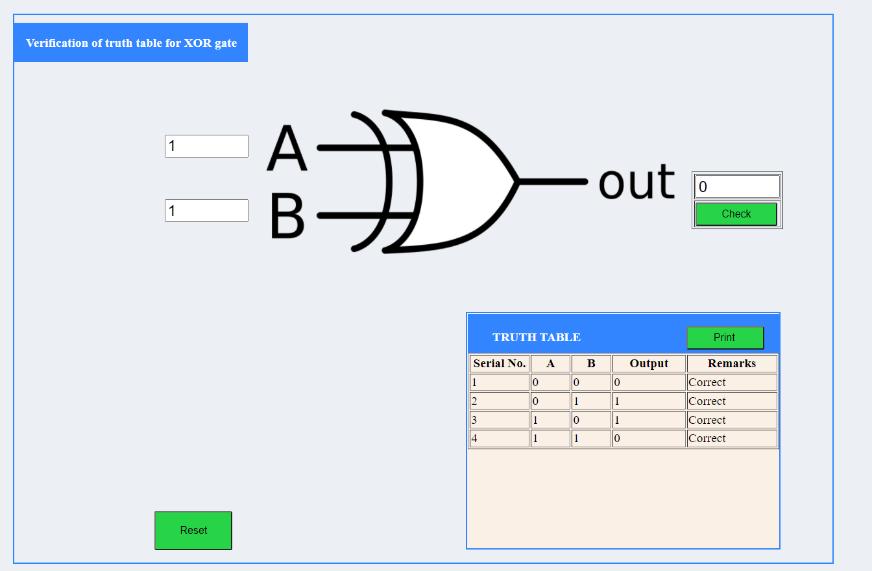 Verification of truth table for XOR gate
1
A
1
B
out
0
Check
TRUTH TABLE
Print
Serial No. A B Output Remarks
1 0 0 0 Correct
2 0 1 1 Correct
3 1 0 1 Correct
4 1 1 0 Correct
Reset